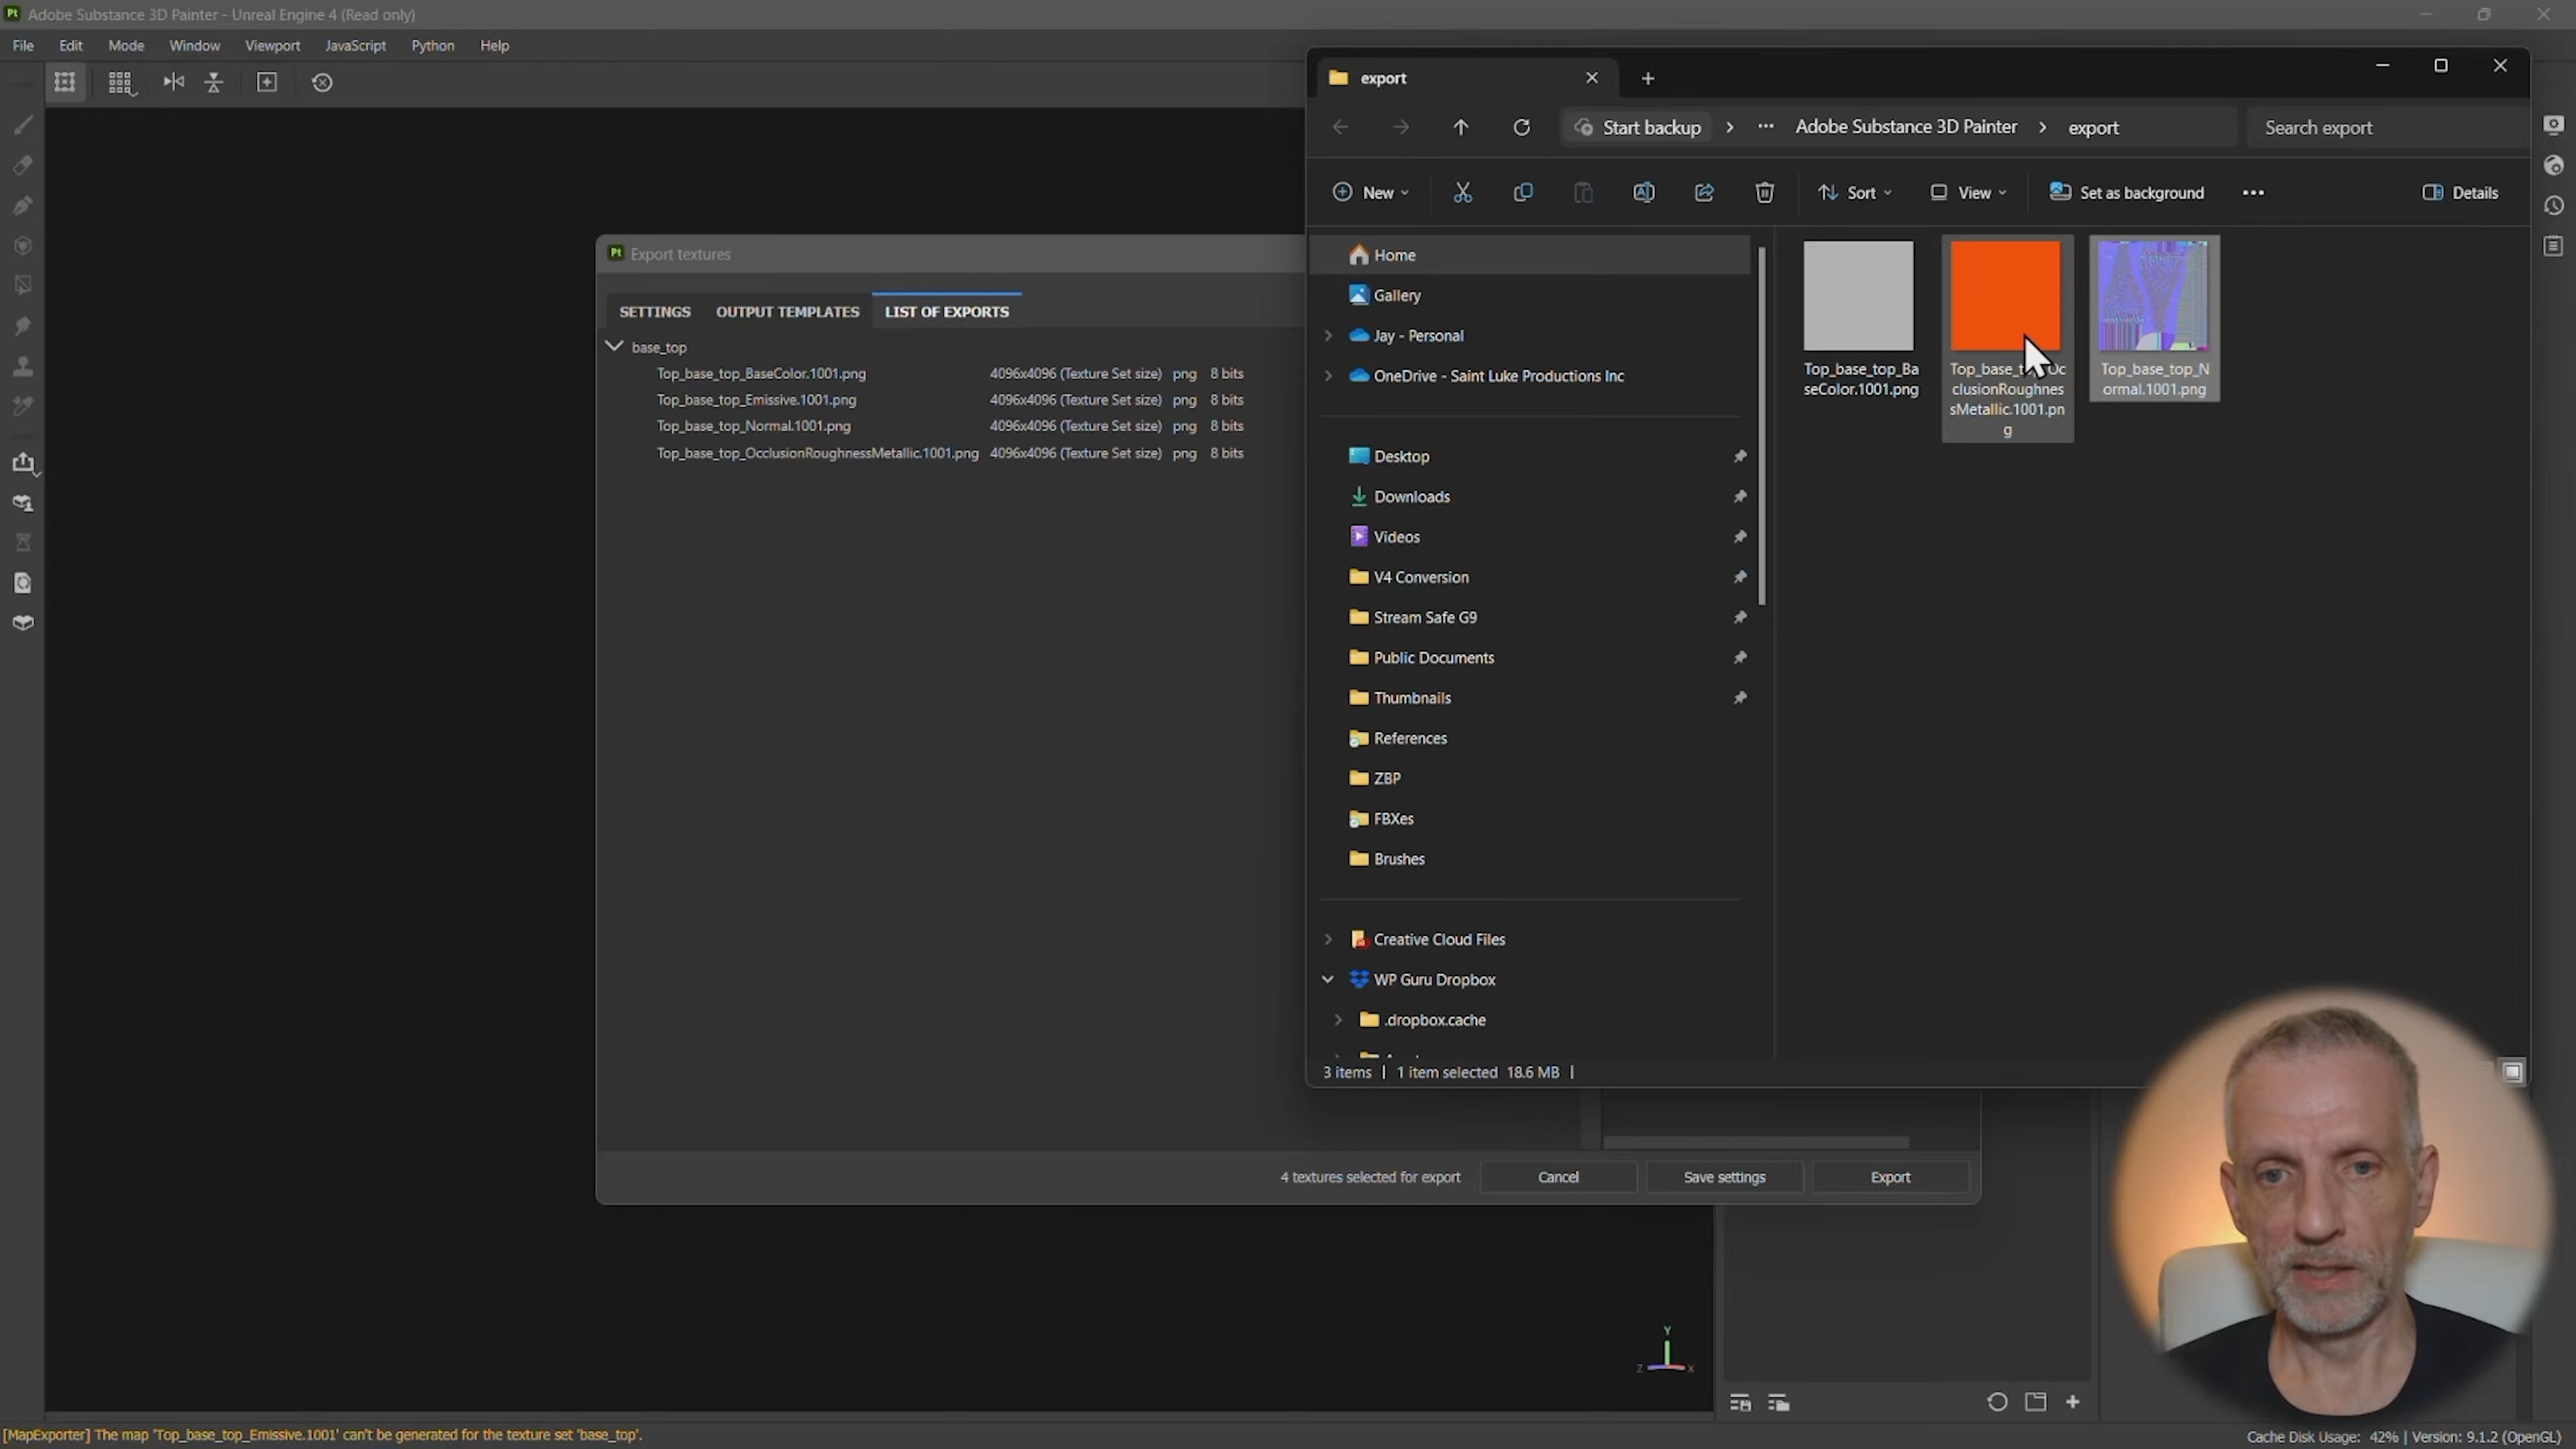 Adobe Substance 3D Painter - Unreal Engine 4 (Read only)
File Edit Mode Window Viewport JavaScript Python Help
export
Start backup > ... Adobe Substance 3D Painter > export
Search export
New Sort View Set as background ... Details
Home
Gallery
Jay - Personal
OneDrive - Saint Luke Productions Inc
Desktop
Downloads
Videos
V4 Conversion
Stream Safe G9
Public Documents
Thumbnails
References
ZBP
FBXes
Brushes
Creative Cloud Files
WP Guru Dropbox
.dropbox.cache
Top_base_top_Ba
seColor.1001.png
clusionRoughnes
sMetallic.1001.pn
g
Top_base_top_N
ormal.1001.png
3 items | 1 item selected 18.6 MB |
Export textures
SETTINGS OUTPUT TEMPLATES LIST OF EXPORTS
base_top
Top_base_top_BaseColor.1001.png 4096x4096 (Texture Set size) png 8 bits
Top_base_top_Emissive.1001.png 4096x4096 (Texture Set size) png 8 bits
Top_base_top_Normal.1001.png 4096x4096 (Texture Set size) png 8 bits
Top_base_top_OcclusionRoughnessMetallic.1001.png 4096x4096 (Texture Set size) png 8 bits
4 textures selected for export Cancel Save settings Export
Y
Z X
[MapExporter] The map 'Top_base_top_Emissive.1001' can't be generated for the texture set 'base_top'.
Cache Disk Usage: 42% | Version: 9.1.2 (OpenGL)